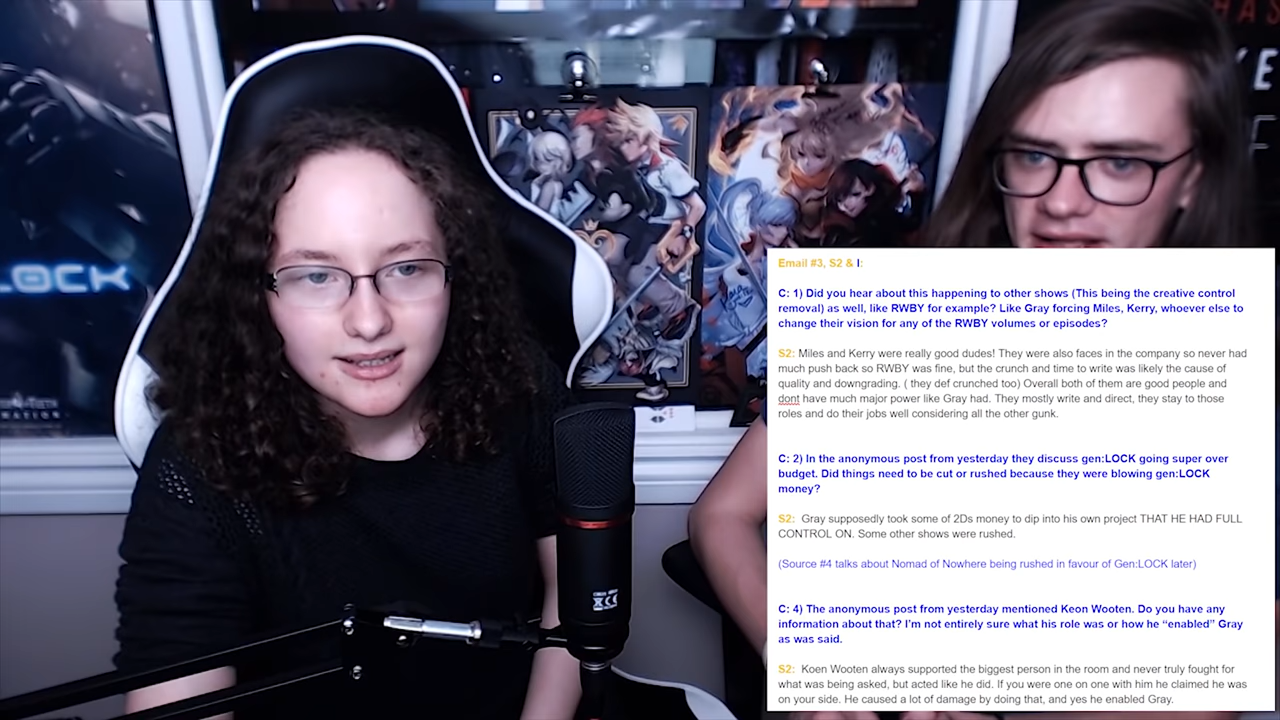 LOCK
Email #3, S2 & I:
C: 1) Did you hear about this happening to other shows (This being the creative control
removal) as well, like RWBY for example? Like Gray forcing Miles, Kerry, whoever else to
change their vision for any of the RWBY volumes or episodes?
S2: Miles and Kerry were really good dudes! They were also faces in the company so never had
much push back so RWBY was fine, but the crunch and time to write was likely the cause of
quality and downgrading. ( they def crunched too) Overall both of them are good people and
dont have much major power like Gray had. They mostly write and direct, they stay to those
roles and do their jobs well considering all the other gunk.
C: 2) In the anonymous post from yesterday they discuss gen:LOCK going super over
budget. Did things need to be cut or rushed because they were blowing gen:LOCK
money?
S2: Gray supposedly took some of 2Ds money to dip into his own project THAT HE HAD FULL
CONTROL ON. Some other shows were rushed.
(Source #4 talks about Nomad of Nowhere being rushed in favour of Gen:LOCK later)
C: 4) The anonymous post from yesterday mentioned Keon Wooten. Do you have any
information about that? I'm not entirely sure what his role was or how he “enabled” Gray
as was said.
S2: Koen Wooten always supported the biggest person in the room and never truly fought for
what was being asked, but acted like he did. If you were one on one with him he claimed he was
on your side. He caused a lot of damage by doing that, and yes he enabled Gray.